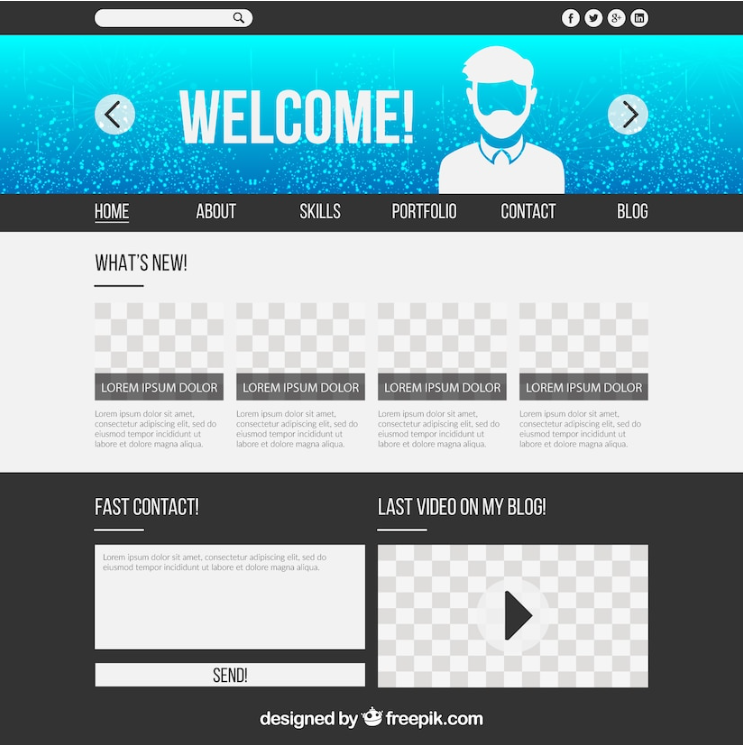 f g+ in
WELCOME!
HOME ABOUT SKILLS PORTFOLIO CONTACT BLOG
WHAT'S NEW!
LOREM IPSUM DOLOR LOREM IPSUM DOLOR LOREM IPSUM DOLOR LOREM IPSUM DOLOR
Lorem ipsum dolor sit amet,
consectetur adipiscing elit, sed do
eiusmod tempor incididunt ut
labore et dolore magna aliqua.
Lorem ipsum dolor sit amet,
consectetur adipiscing elit, sed do
eiusmod tempor incididunt ut
labore et dolore magna aliqua.
Lorem ipsum dolor sit amet,
consectetur adipiscing elit, sed do
eiusmod tempor incididunt ut
labore et dolore magna aliqua.
Lorem ipsum dolor sit amet,
consectetur adipiscing elit, sed do
eiusmod tempor incididunt ut
labore et dolore magna aliqua.
FAST CONTACT!
Lorem ipsum dolor sit amet, consectetur adipiscing elit, sed do
eiusmod tempor incididunt ut labore et dolore magna aliqua.
SEND!
LAST VIDEO ON MY BLOG!
designed by freepik.com